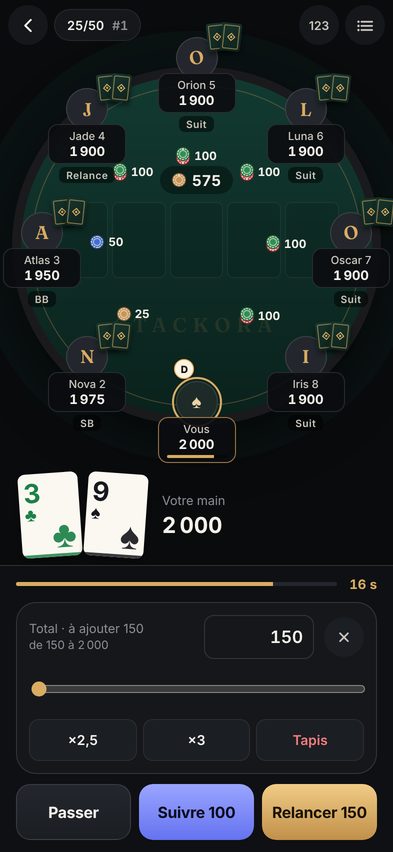 25/50 #1
123
O
Orion 5
1 900
Suit
J
Jade 4
1 900
Relance
100
L
Luna 6
1 900
Suit
100
100
575
A
Atlas 3
1 950
BB
50
O
Oscar 7
1 900
Suit
100
25
100
TACKORA
N
Nova 2
1 975
SB
I
Iris 8
1 900
Suit
D
Vous
2 000
3
9
Votre main
2 000
16 s
Total · à ajouter 150
de 150 à 2 000
150
×2,5
×3
Tapis
Passer
Suivre 100
Relancer 150